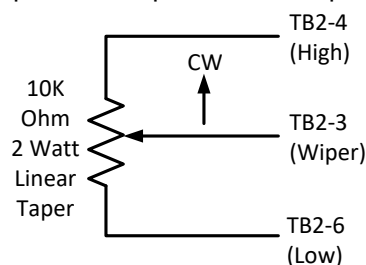 TB2-4
(High)
CW
10K
Ohm
2 Watt
Linear
Taper
TB2-3
(Wiper)
TB2-6
(Low)